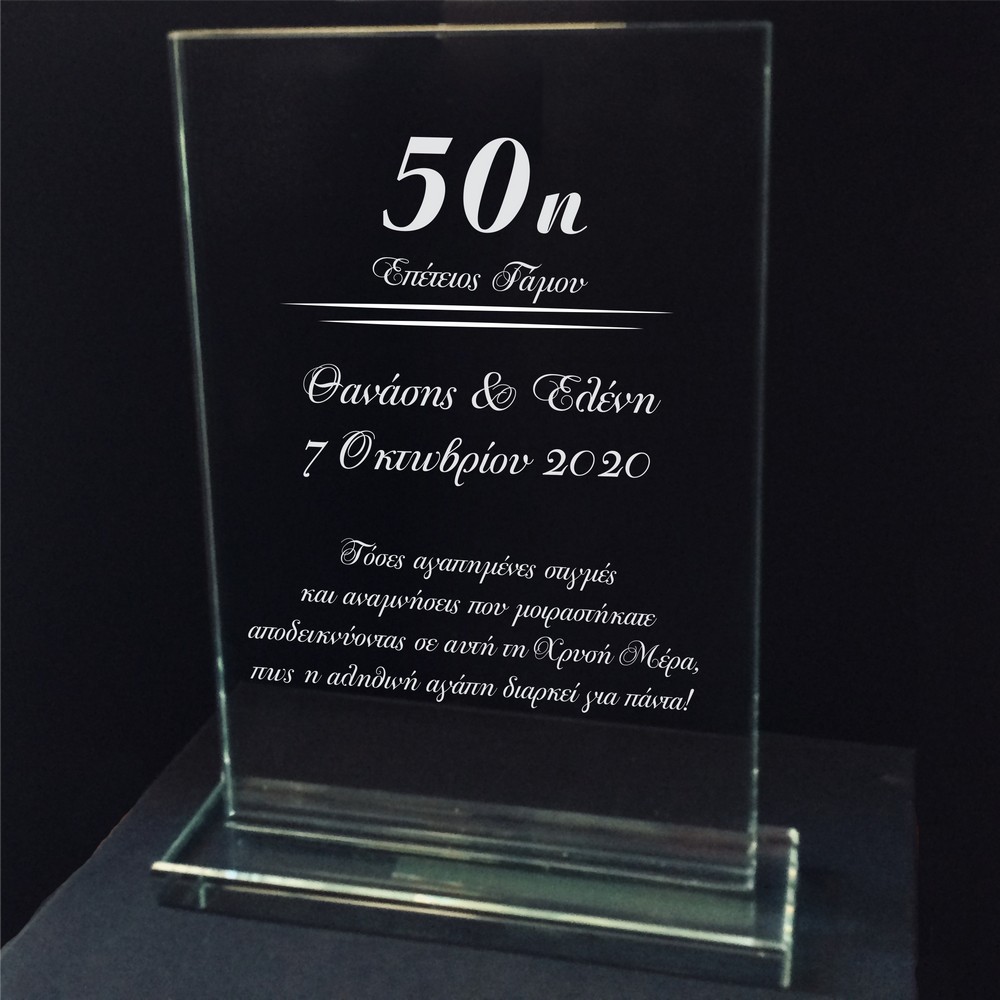 50η
Επέτειος Γάμου
Θανάσης & Ελένη
7 Οκτωβρίου 2020
Τόσες αγαπημένες στιγμές
και αναμνήσεις που μοιραστήκατε
αποδεικνύοντας σε αυτή τη Χρυσή Μέρα,
πως η αληθινή αγάπη διαρκεί για πάντα!